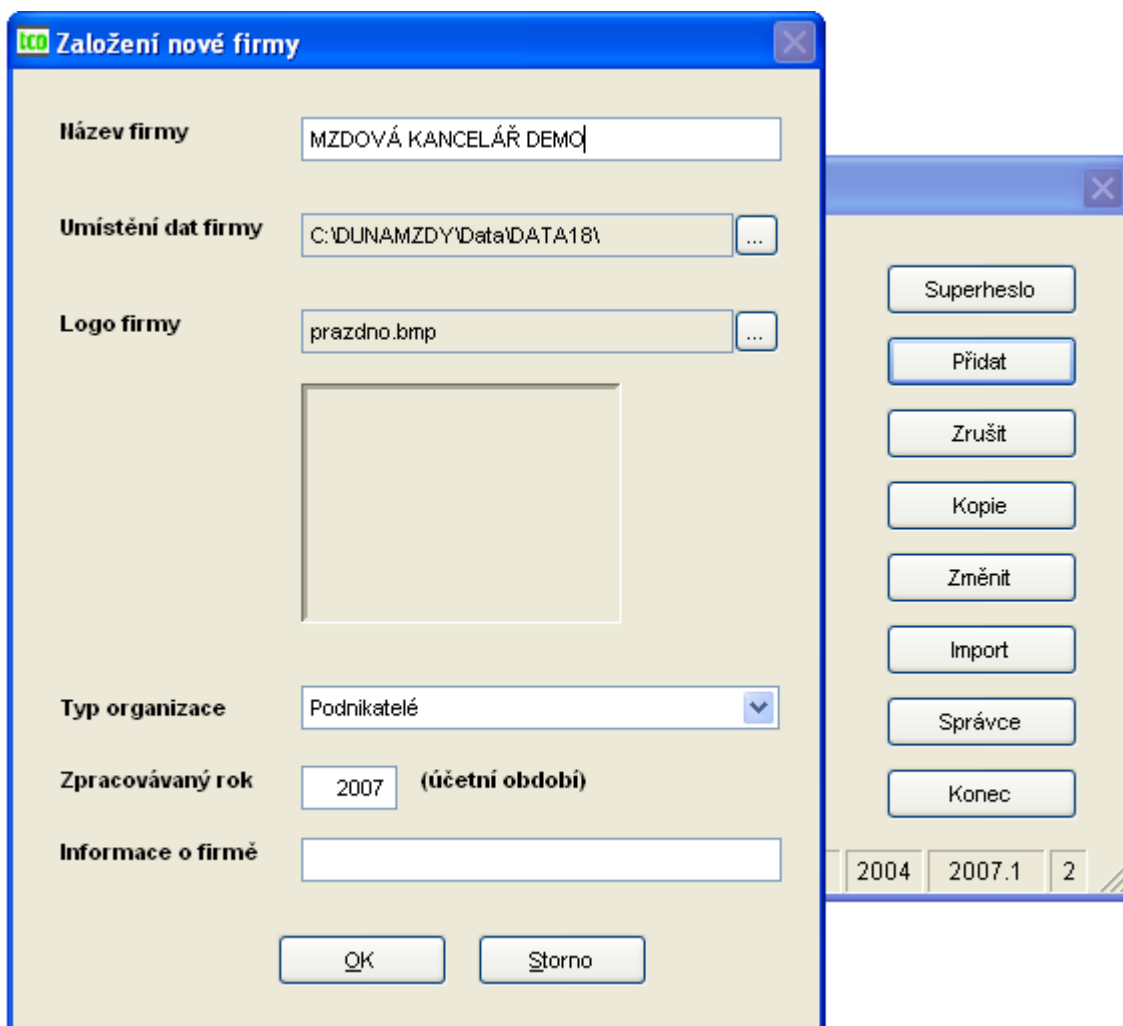 tco Založení nové firmy
Název firmy MZDOVÁ KANCELÁŘ DEMO
Umístění dat firmy C:\DUNAMZDY\Data\DATA18\ ...
Logo firmy prazdno.bmp ...
Typ organizace Podnikatelé
Zpracovávaný rok 2007 (účetní období)
Informace o firmě
OK Storno
Superheslo
Přidat
Zrušit
Kopie
Změnit
Import
Správce
Konec
2004 2007.1 2